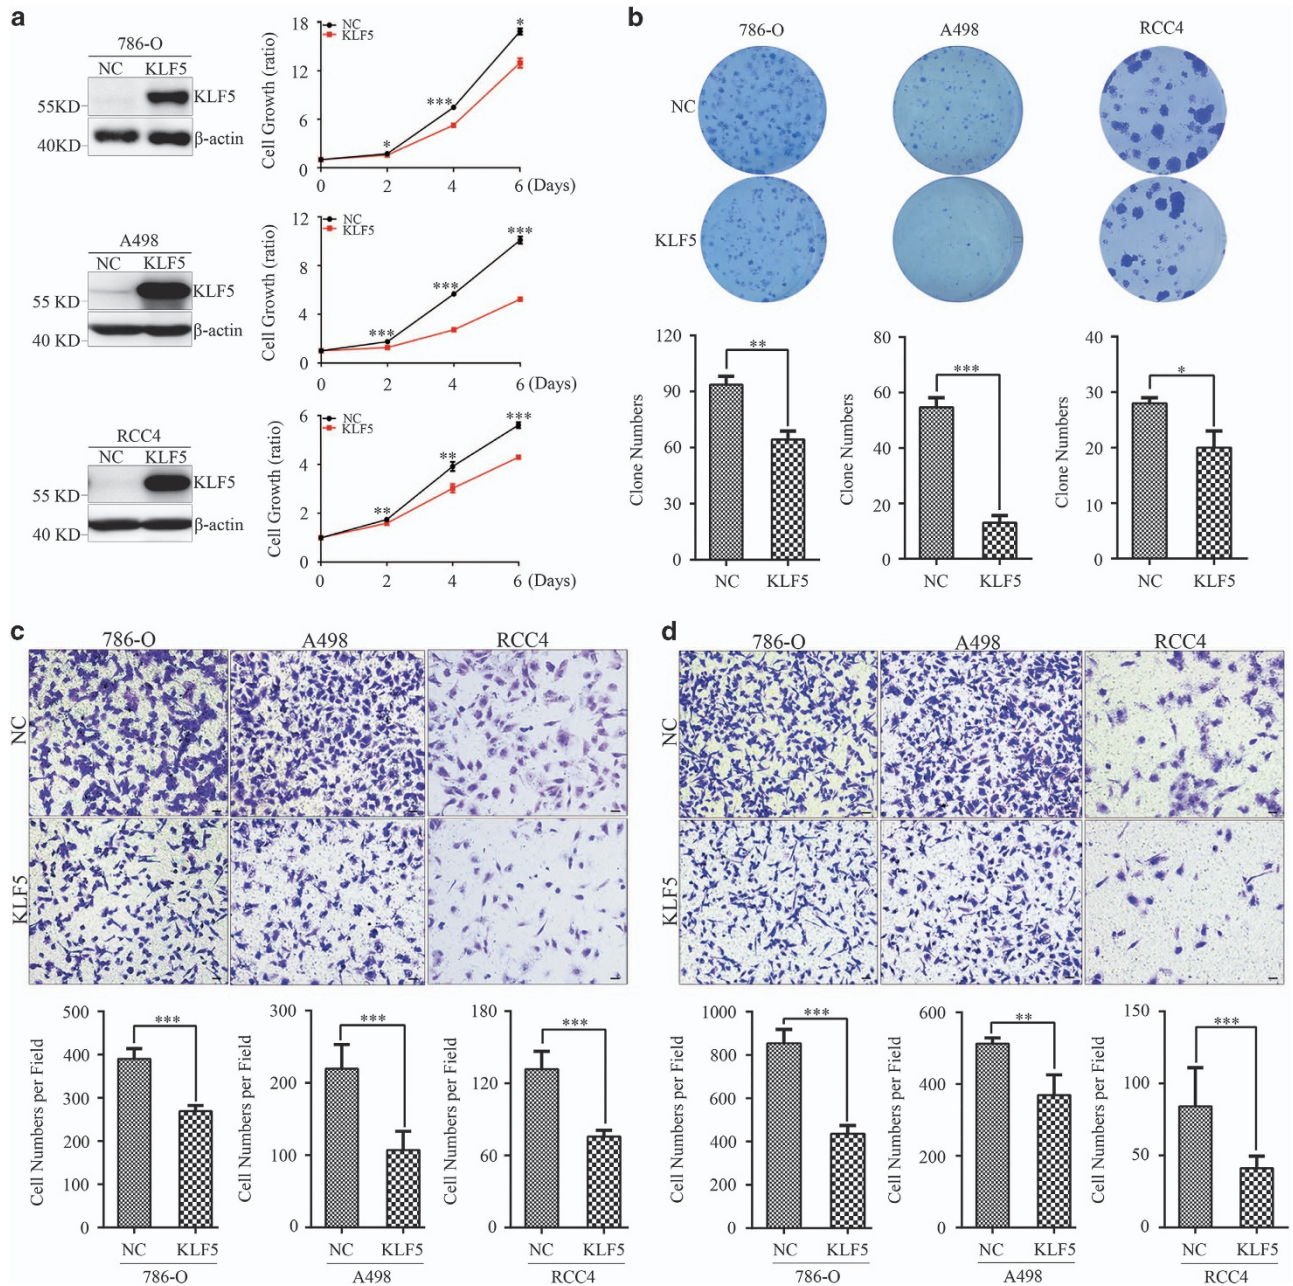 a
786-O
NC KLF5
KLF5
55KD
β-actin
40KD
Cell Growth (ratio)
18
12
6
0
NC
KLF5
*
***
*
0 2 4 6 (Days)
A498
NC KLF5
KLF5
55 KD
β-actin
40 KD
Cell Growth (ratio)
12
8
4
0
NC
KLF5
***
***
***
0 2 4 6 (Days)
RCC4
NC KLF5
KLF5
55 KD
β-actin
40 KD
Cell Growth (ratio)
6
4
2
0
NC
KLF5
***
**
**
0 2 4 6 (Days)
b
786-O A498 RCC4
NC
KLF5
Clone Numbers
120
90
60
30
0
**
NC KLF5
Clone Numbers
80
60
40
20
0
***
NC KLF5
Clone Numbers
40
30
20
10
0
*
NC KLF5
c
786-O A498 RCC4
NC
KLF5
Cell Numbers per Field
500
400
300
200
100
0
***
NC KLF5
786-O
Cell Numbers per Field
300
200
100
0
***
NC KLF5
A498
Cell Numbers per Field
180
120
60
0
***
NC KLF5
RCC4
d
786-O A498 RCC4
NC
KLF5
Cell Numbers per Field
1000
800
600
400
200
0
***
NC KLF5
786-O
Cell Numbers per Field
600
400
200
0
**
NC KLF5
A498
Cell Numbers per Field
150
100
50
0
***
NC KLF5
RCC4